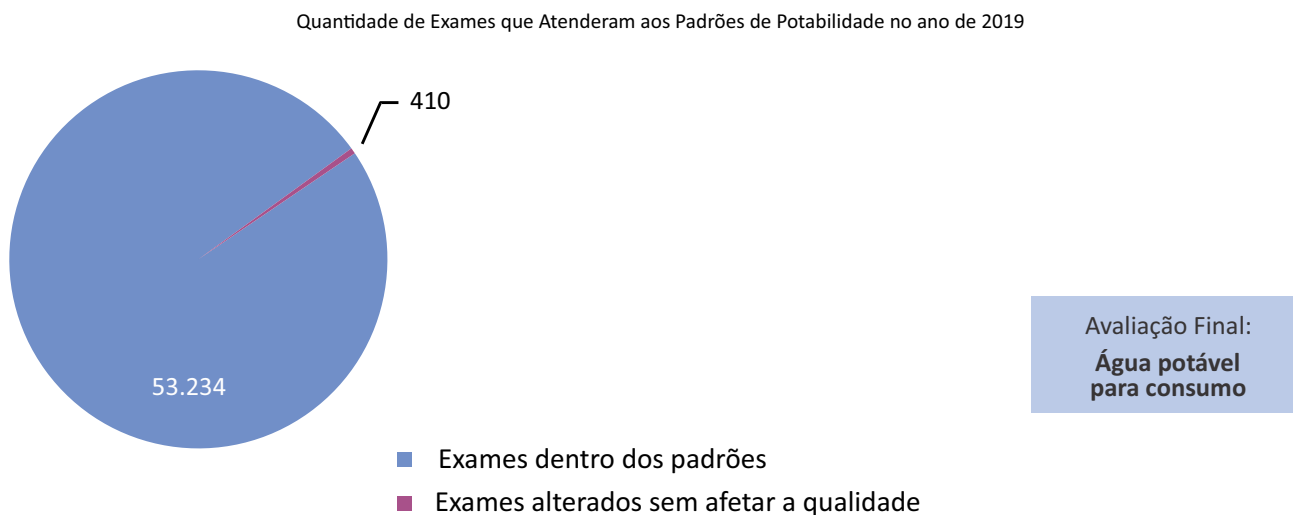 Quantidade de Exames que Atenderam aos Padrões de Potabilidade no ano de 2019
410
53.234
Avaliação Final:
Água potável
para consumo
Exames dentro dos padrões
Exames alterados sem afetar a qualidade